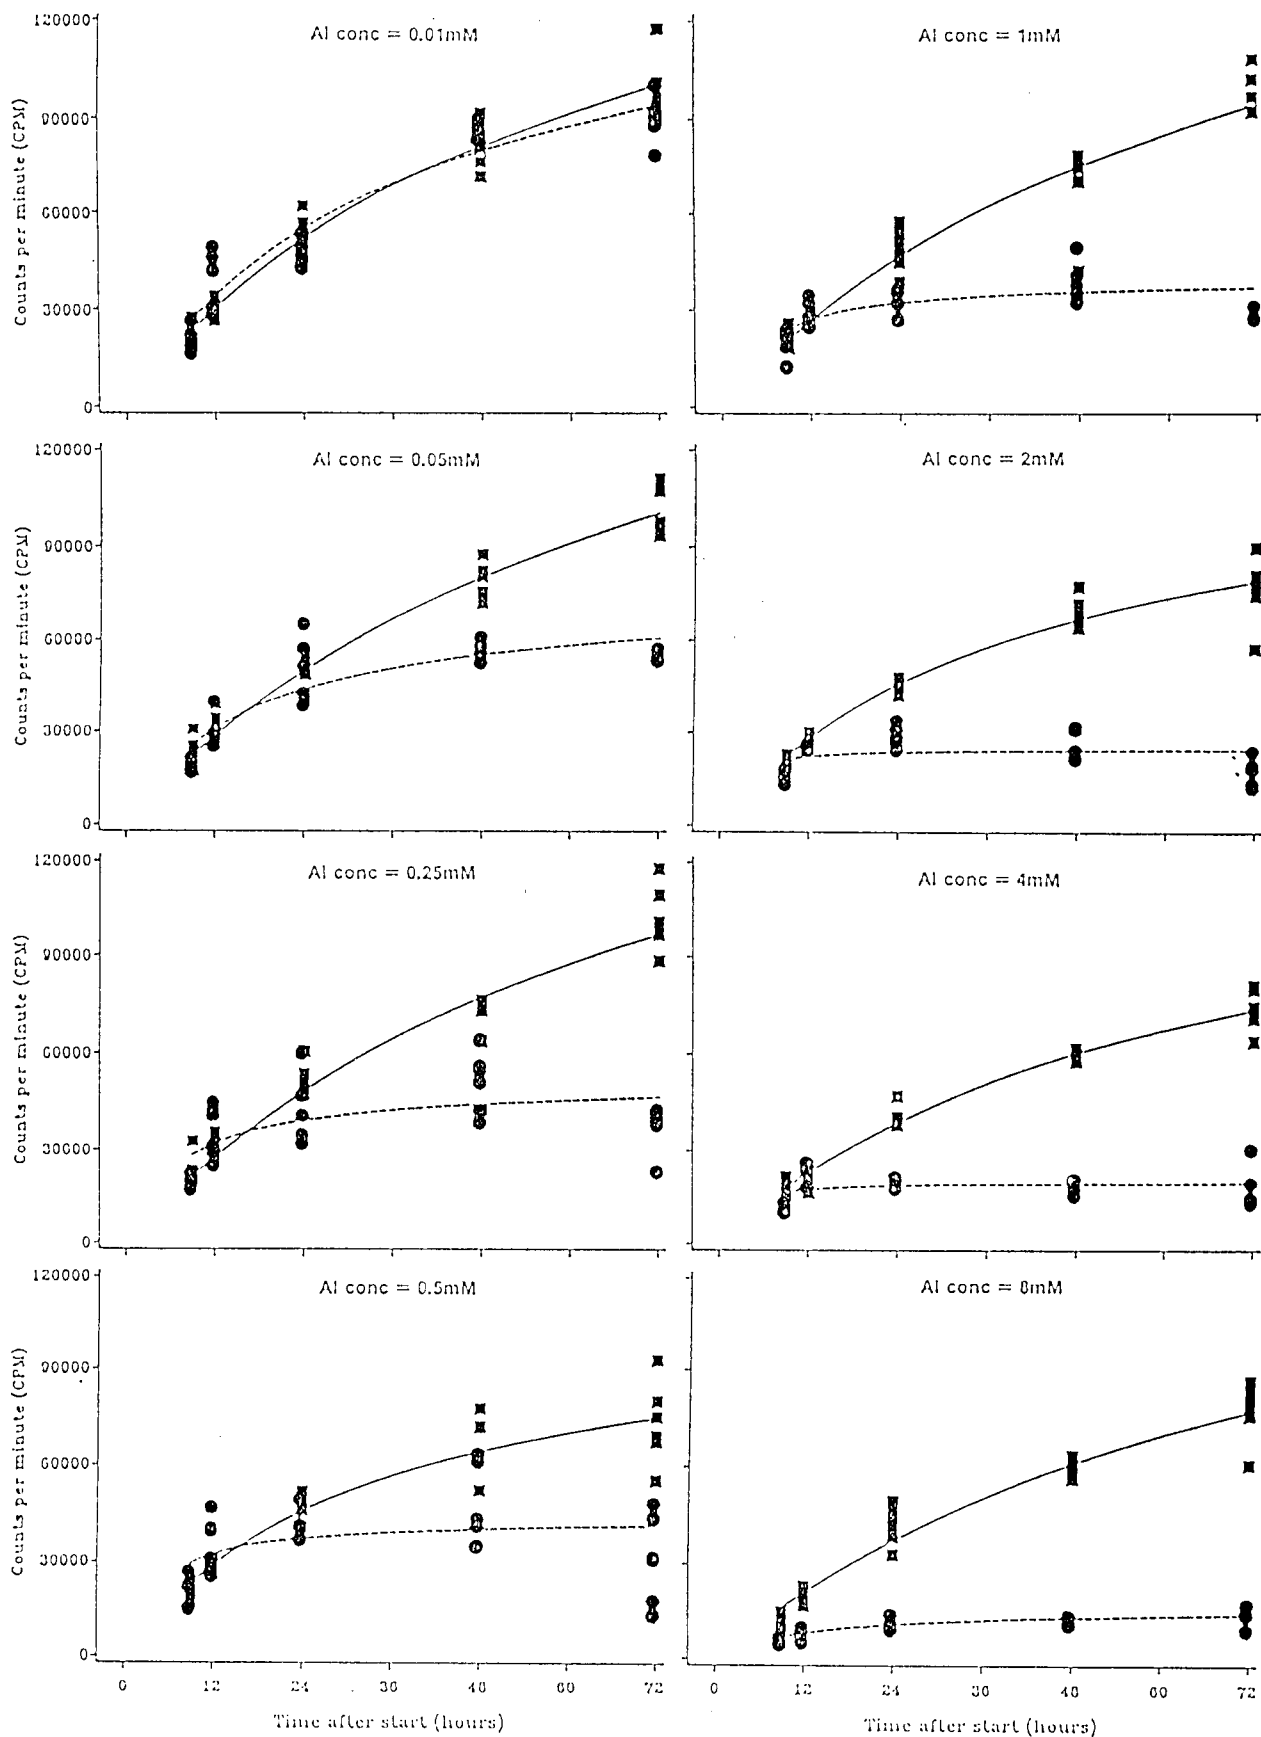 120000
90000
60000
30000
0
Counts per minute (CPM)
Al conc = 0.01mM
Al conc = 1mM
120000
90000
60000
30000
0
Counts per minute (CPM)
Al conc = 0.05mM
Al conc = 2mM
120000
90000
60000
30000
0
Counts per minute (CPM)
Al conc = 0.25mM
Al conc = 4mM
120000
90000
60000
30000
0
Counts per minute (CPM)
Al conc = 0.5mM
Al conc = 8mM
0 12 24 30 48 60 72
Time after start (hours)
0 12 24 30 48 60 72
Time after start (hours)